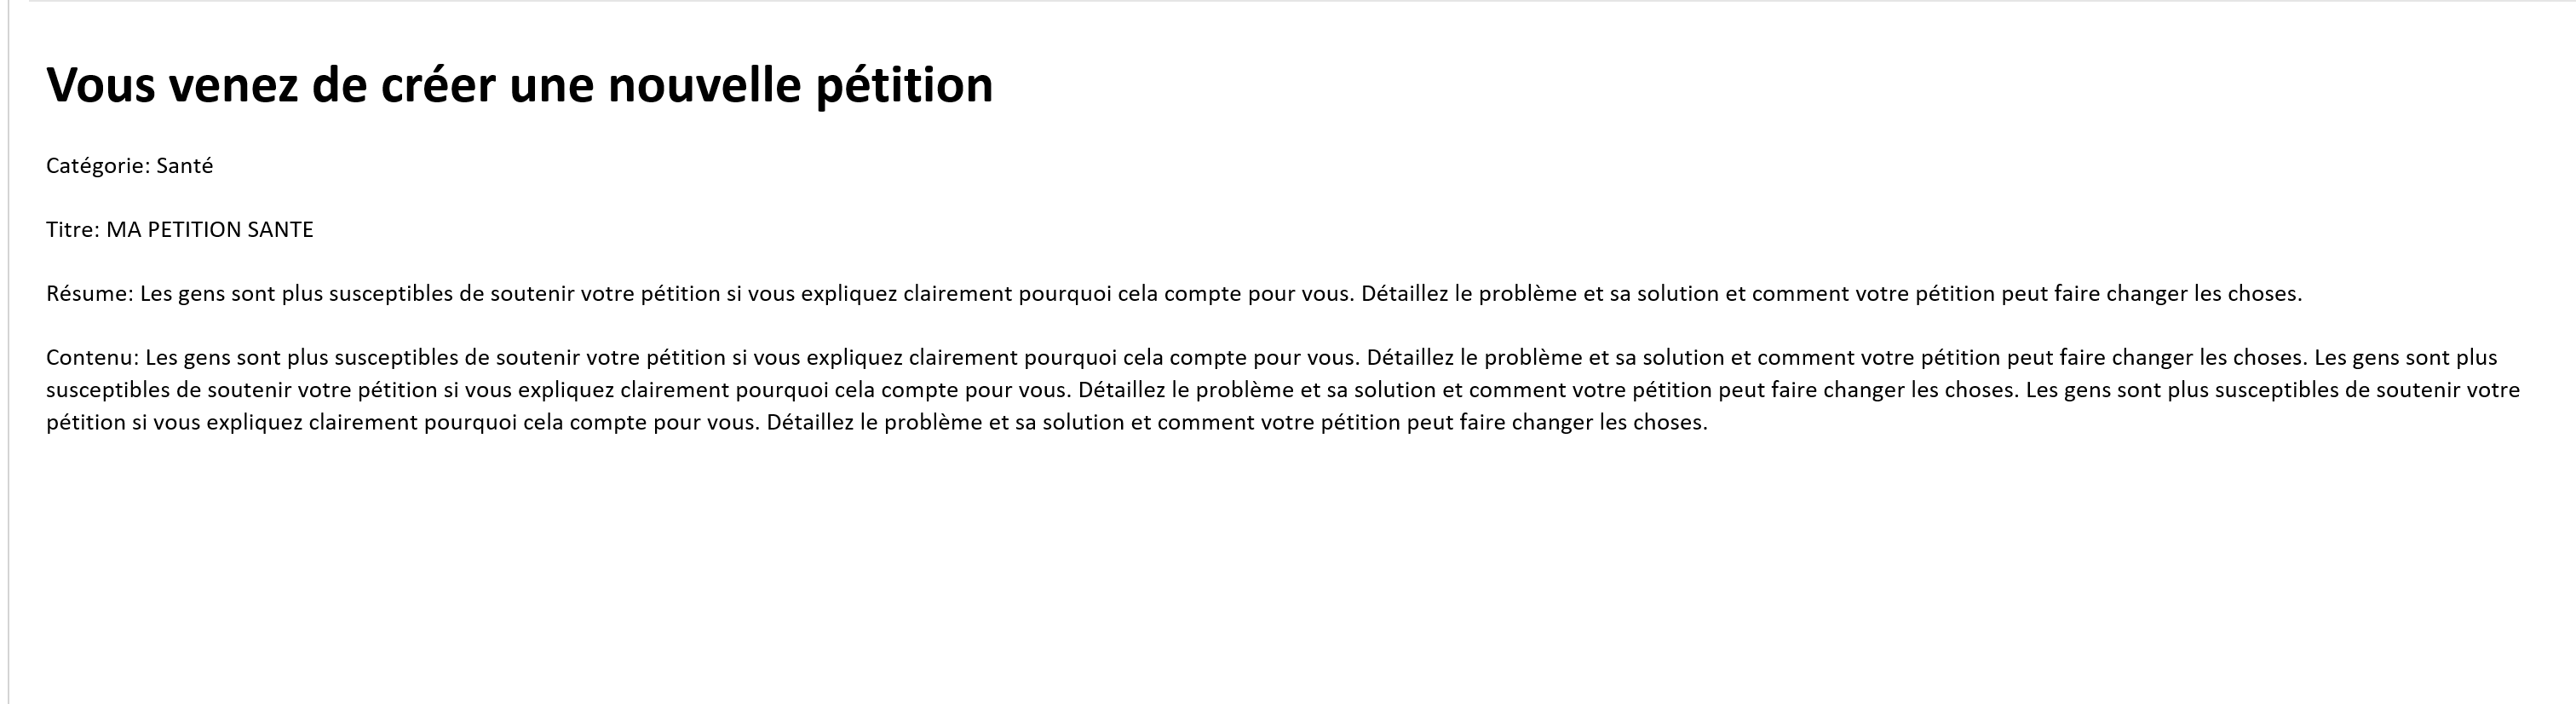 Vous venez de créer une nouvelle pétition
Catégorie: Santé
Titre: MA PETITION SANTE
Résume: Les gens sont plus susceptibles de soutenir votre pétition si vous expliquez clairement pourquoi cela compte pour vous. Détaillez le problème et sa solution et comment votre pétition peut faire changer les choses.
Contenu: Les gens sont plus susceptibles de soutenir votre pétition si vous expliquez clairement pourquoi cela compte pour vous. Détaillez le problème et sa solution et comment votre pétition peut faire changer les choses. Les gens sont plus
susceptibles de soutenir votre pétition si vous expliquez clairement pourquoi cela compte pour vous. Détaillez le problème et sa solution et comment votre pétition peut faire changer les choses. Les gens sont plus susceptibles de soutenir votre
pétition si vous expliquez clairement pourquoi cela compte pour vous. Détaillez le problème et sa solution et comment votre pétition peut faire changer les choses.